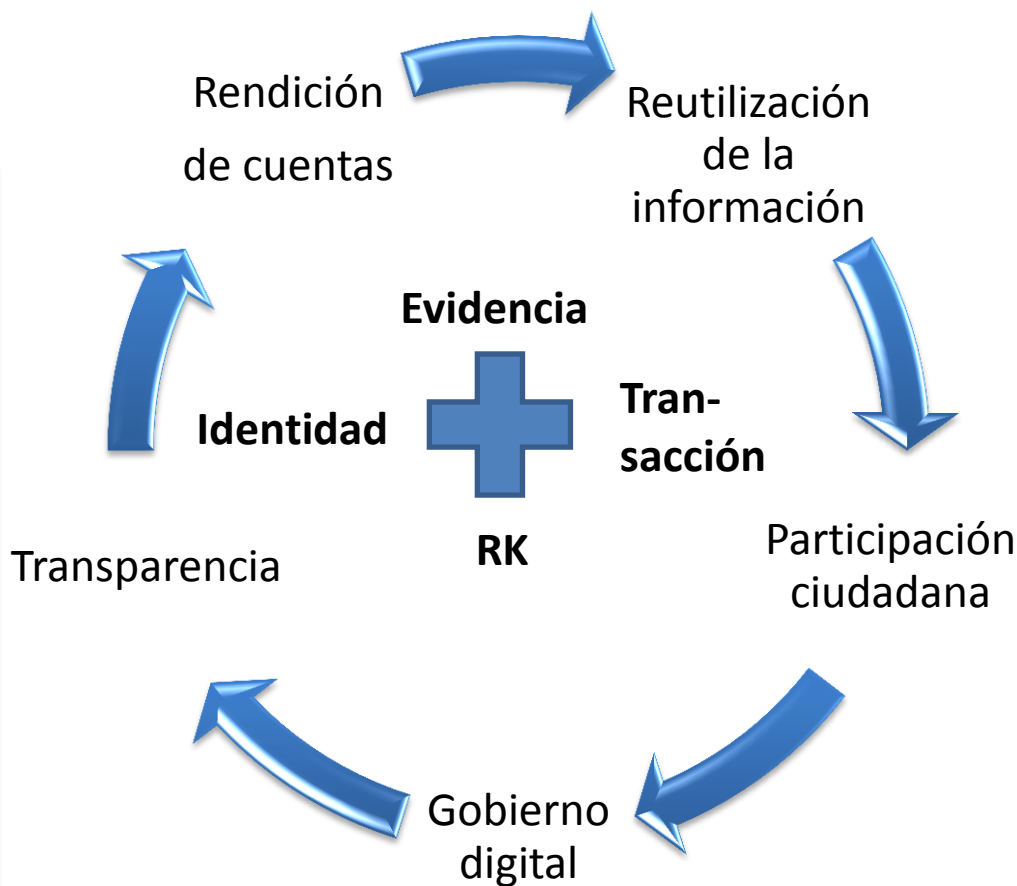 Rendición
de cuentas
Reutilización
de la
información
Evidencia
Identidad
Tran-
sacción
RK
Transparencia
Participación
ciudadana
Gobierno
digital